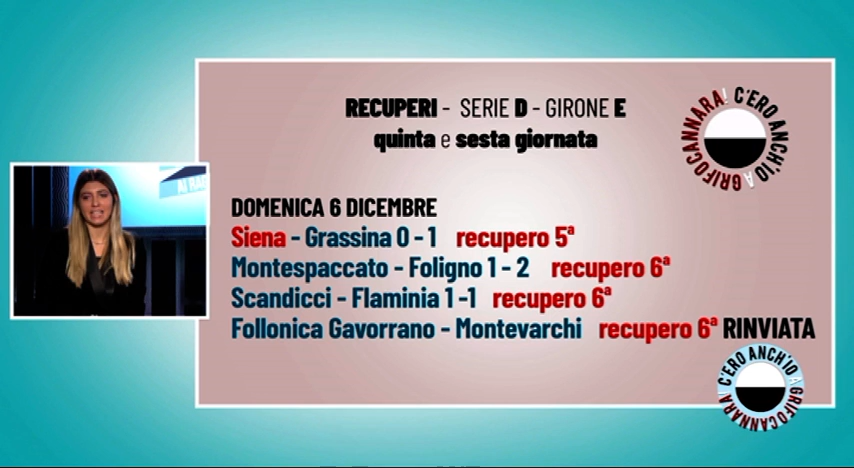 RECUPERI - SERIE D - GIRONE E
quinta e sesta giornata
C'ERO ANCH'IO A GRIFOCANNARA!
DOMENICA 6 DICEMBRE
Siena - Grassina 0 - 1 recupero 5ª
Montespaccato - Foligno 1 - 2 recupero 6ª
Scandicci - Flaminia 1 -1 recupero 6ª
Follonica Gavorrano - Montevarchi recupero 6ª RINVIATA
C'ERO ANCH'IO A GRIFOCANNARA!